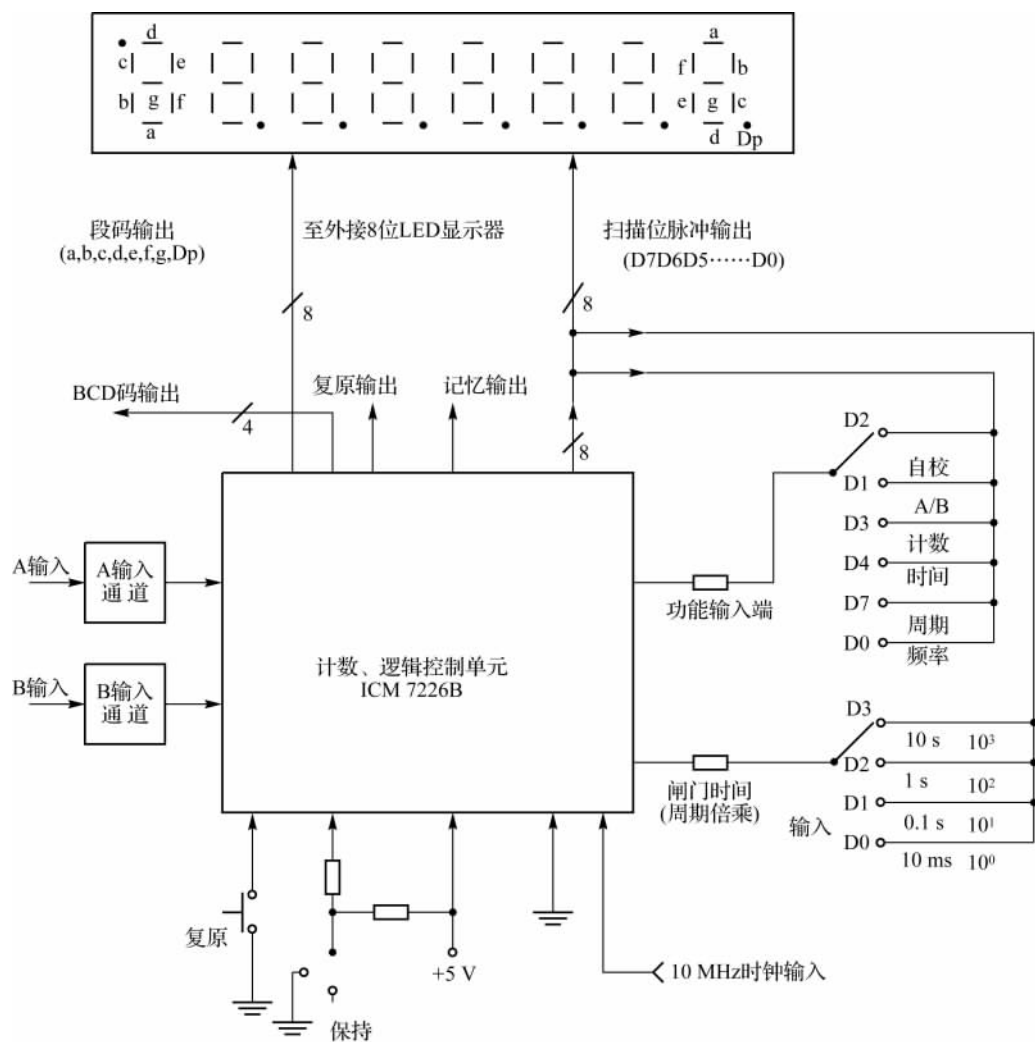 d
c e
b g f
a
a
f b
e g c
d Dp
段码输出
(a,b,c,d,e,f,g,Dp)
至外接8位LED显示器
扫描位脉冲输出
(D7D6D5……D0)
8
8
BCD码输出
4
复原输出
记忆输出
8
D2
自校
D1
A/B
D3
计数
D4
时间
D7
周期
D0
频率
A输入
A输入
通道
B输入
B输入
通道
计数、逻辑控制单元
ICM 7226B
功能输入端
闸门时间
(周期倍乘)
输入
D3
10 s 10³
D2
1 s 10²
D1
0.1 s 10¹
D0
10 ms 10⁰
复原
+5 V
保持
10 MHz时钟输入